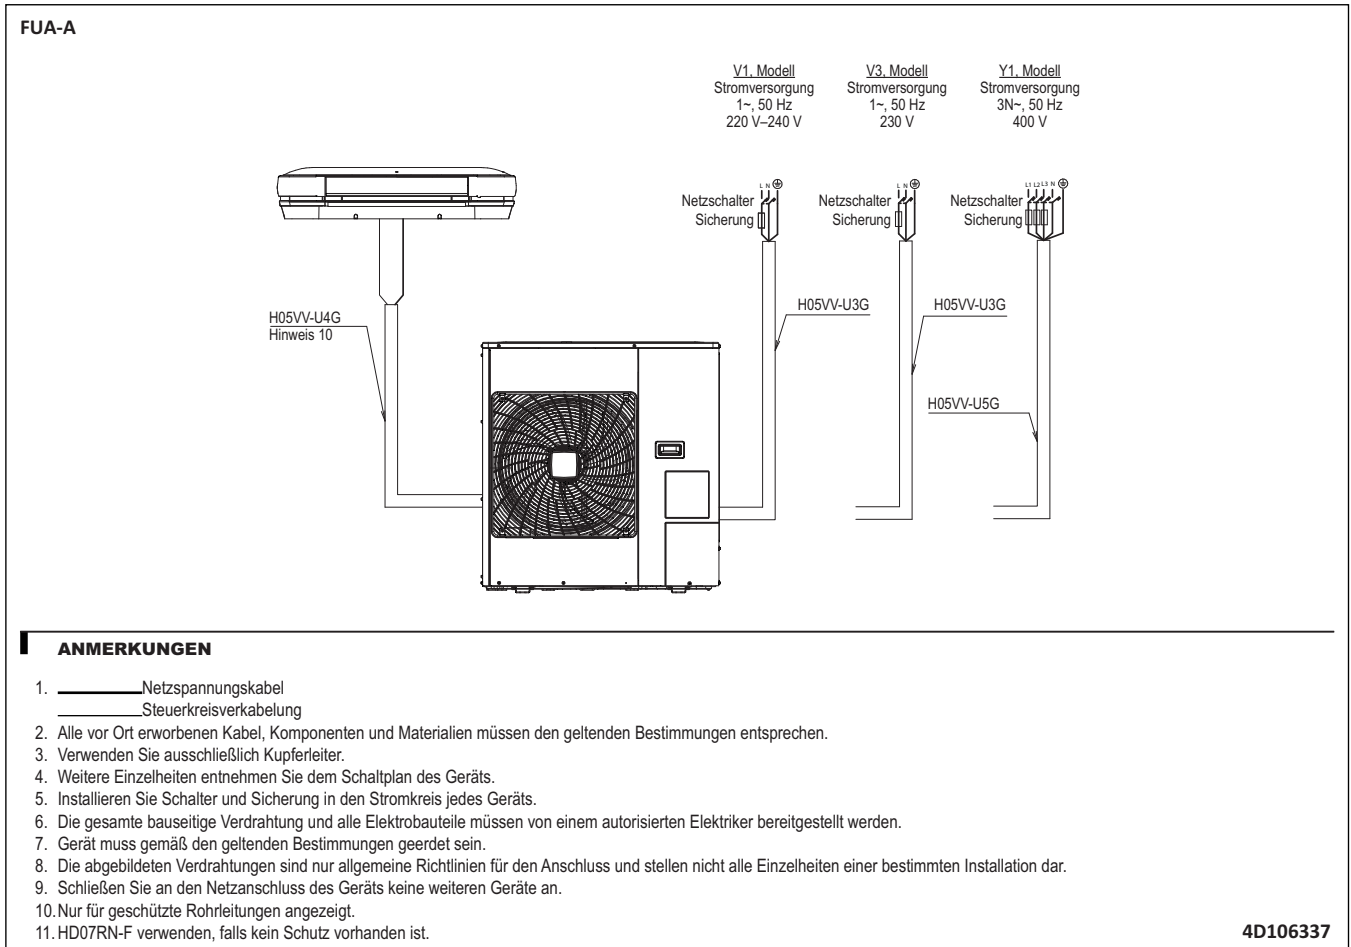 FUA-A
V1, Modell
Stromversorgung
1~, 50 Hz
220 V–240 V
V3, Modell
Stromversorgung
1~, 50 Hz
230 V
Y1, Modell
Stromversorgung
3N~, 50 Hz
400 V
L N
Netzschalter
Sicherung
L N
Netzschalter
Sicherung
L1 L2 L3 N
Netzschalter
Sicherung
H05VV-U4G
Hinweis 10
H05VV-U3G
H05VV-U3G
H05VV-U5G
ANMERKUNGEN
1. Netzspannungskabel
Steuerkreisverkabelung
2. Alle vor Ort erworbenen Kabel, Komponenten und Materialien müssen den geltenden Bestimmungen entsprechen.
3. Verwenden Sie ausschließlich Kupferleiter.
4. Weitere Einzelheiten entnehmen Sie dem Schaltplan des Geräts.
5. Installieren Sie Schalter und Sicherung in den Stromkreis jedes Geräts.
6. Die gesamte bauseitige Verdrahtung und alle Elektrobauteile müssen von einem autorisierten Elektriker bereitgestellt werden.
7. Gerät muss gemäß den geltenden Bestimmungen geerdet sein.
8. Die abgebildeten Verdrahtungen sind nur allgemeine Richtlinien für den Anschluss und stellen nicht alle Einzelheiten einer bestimmten Installation dar.
9. Schließen Sie an den Netzanschluss des Geräts keine weiteren Geräte an.
10. Nur für geschützte Rohrleitungen angezeigt.
11. HD07RN-F verwenden, falls kein Schutz vorhanden ist.
4D106337